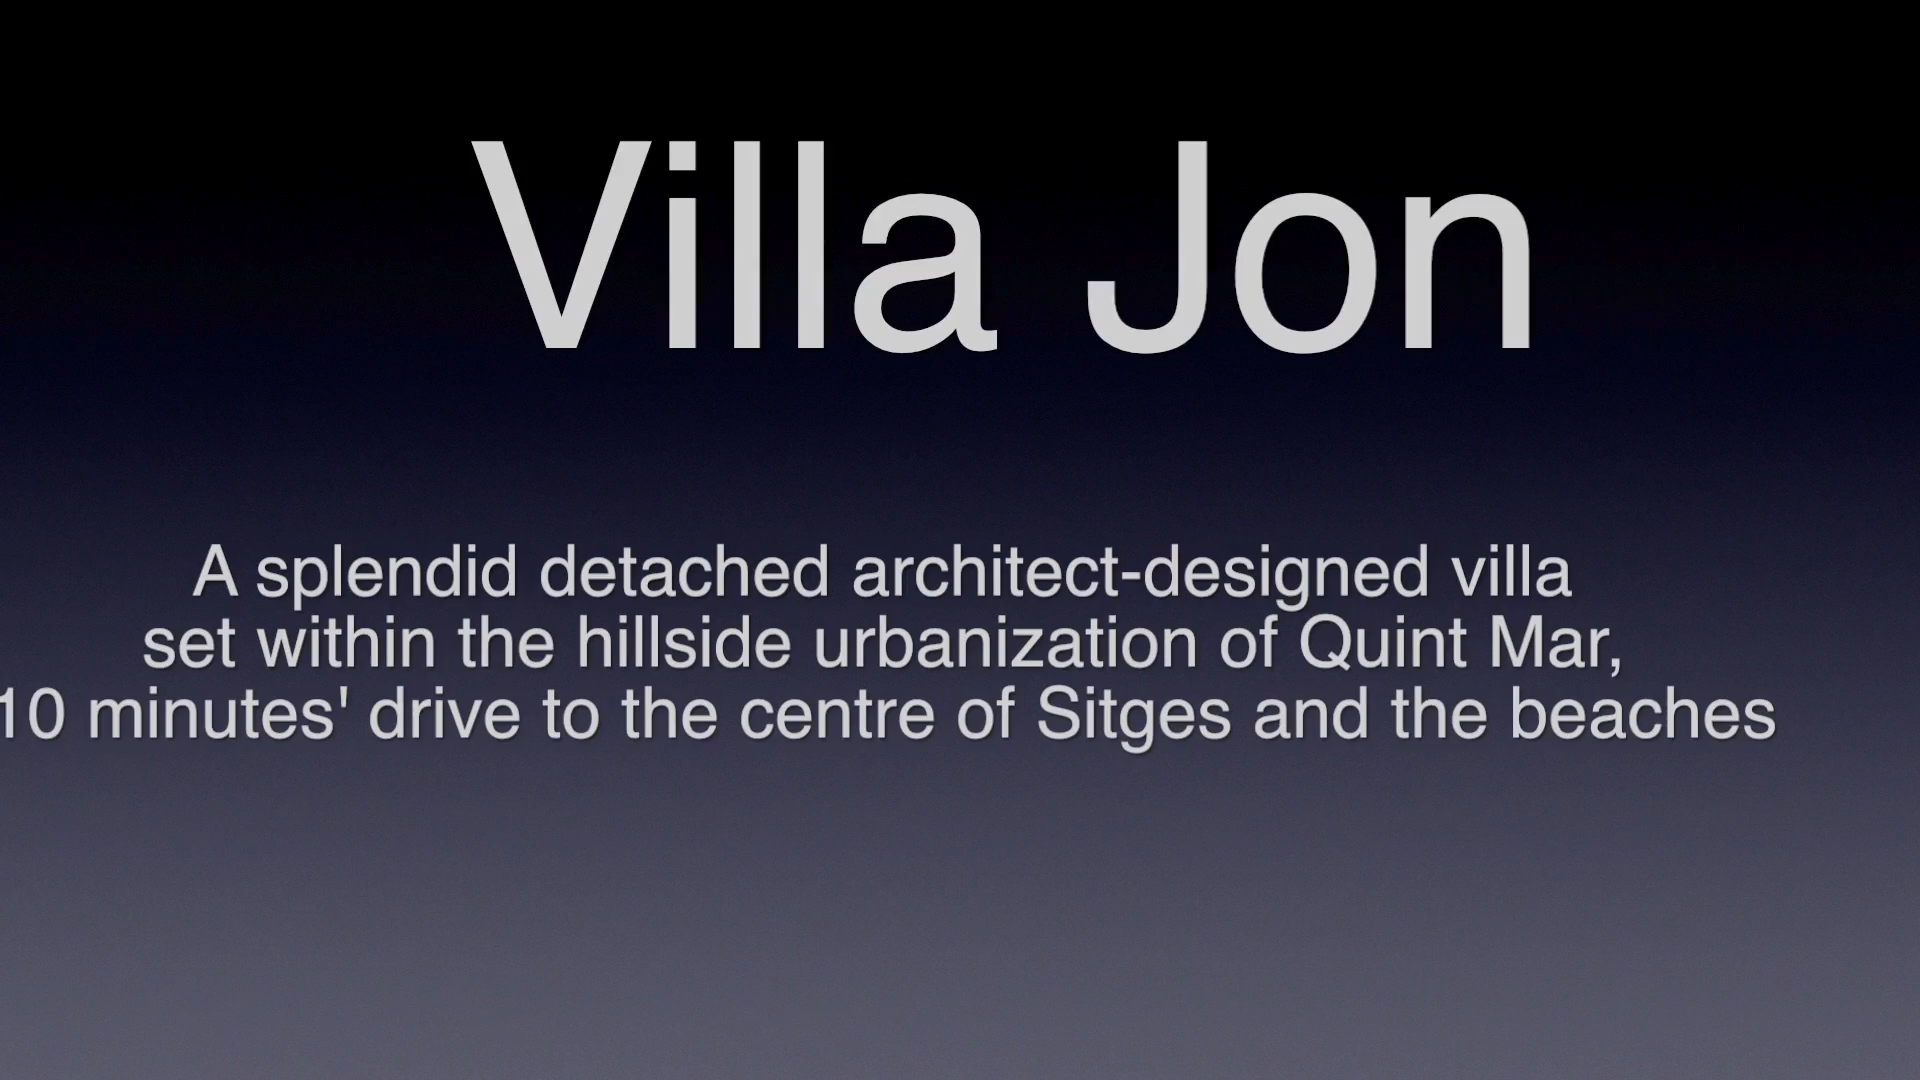 Villa Jon
A splendid detached architect-designed villa
set within the hillside urbanization of Quint Mar,
10 minutes' drive to the centre of Sitges and the beaches